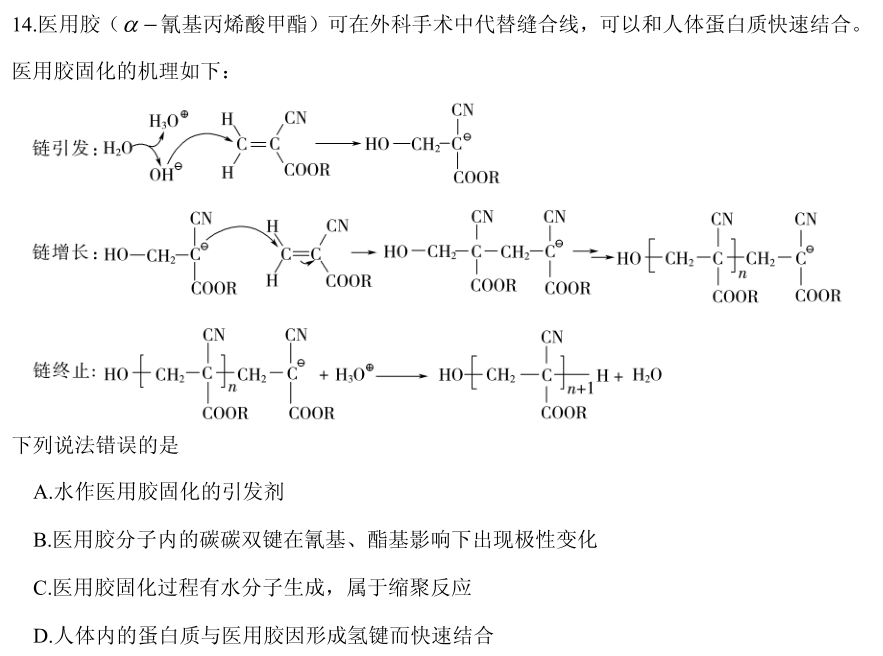 14.医用胶（α－氰基丙烯酸甲酯）可在外科手术中代替缝合线，可以和人体蛋白质快速结合。
医用胶固化的机理如下：
H₃O⊕ H CN CN
链引发：H₂O C=C HO—CH₂—C⊖
OH⊖ H COOR COOR
CN H CN CN CN CN CN
链增长：HO—CH₂—C⊖ C=C HO—CH₂—C—CH₂—C⊖ HO[CH₂—C]ₙCH₂—C⊖
COOR H COOR COOR COOR COOR COOR
CN CN CN
链终止：HO[CH₂—C]ₙCH₂—C⊖ + H₃O⊕ HO[CH₂—C]ₙ₊₁H + H₂O
COOR COOR COOR
下列说法错误的是
A.水作医用胶固化的引发剂
B.医用胶分子内的碳碳双键在氰基、酯基影响下出现极性变化
C.医用胶固化过程有水分子生成，属于缩聚反应
D.人体内的蛋白质与医用胶因形成氢键而快速结合